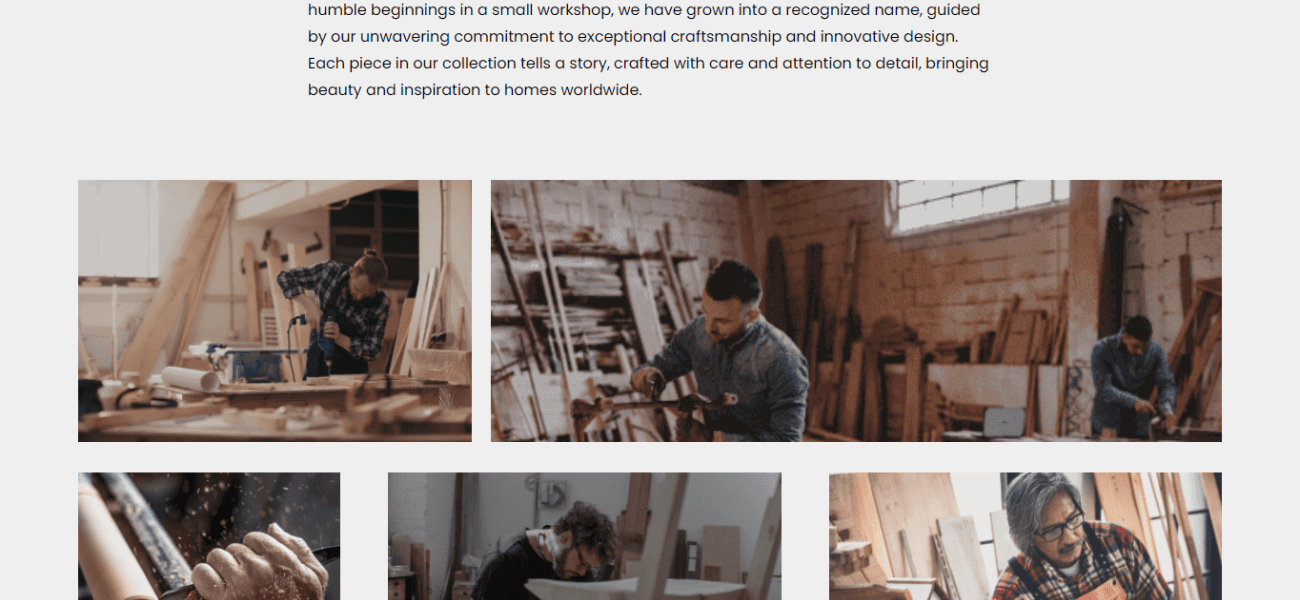 humble beginnings in a small workshop, we have grown into a recognized name, guided
by our unwavering commitment to exceptional craftsmanship and innovative design.
Each piece in our collection tells a story, crafted with care and attention to detail, bringing
beauty and inspiration to homes worldwide.